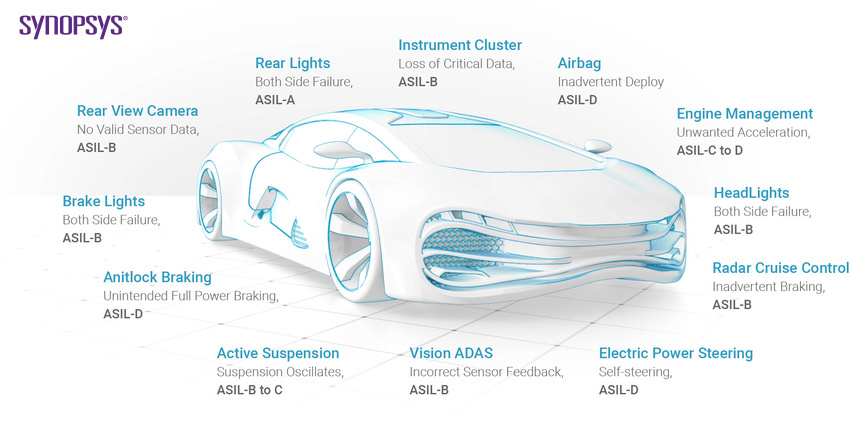 SYNOPSYS®
Instrument Cluster
Loss of Critical Data,
ASIL-B
Rear Lights
Both Side Failure,
ASIL-A
Airbag
Inadvertent Deploy
ASIL-D
Rear View Camera
No Valid Sensor Data,
ASIL-B
Engine Management
Unwanted Acceleration,
ASIL-C to D
Brake Lights
Both Side Failure,
ASIL-B
HeadLights
Both Side Failure,
ASIL-B
Anitlock Braking
Unintended Full Power Braking,
ASIL-D
Radar Cruise Control
Inadvertent Braking,
ASIL-B
Active Suspension
Suspension Oscillates,
ASIL-B to C
Vision ADAS
Incorrect Sensor Feedback,
ASIL-B
Electric Power Steering
Self-steering,
ASIL-D